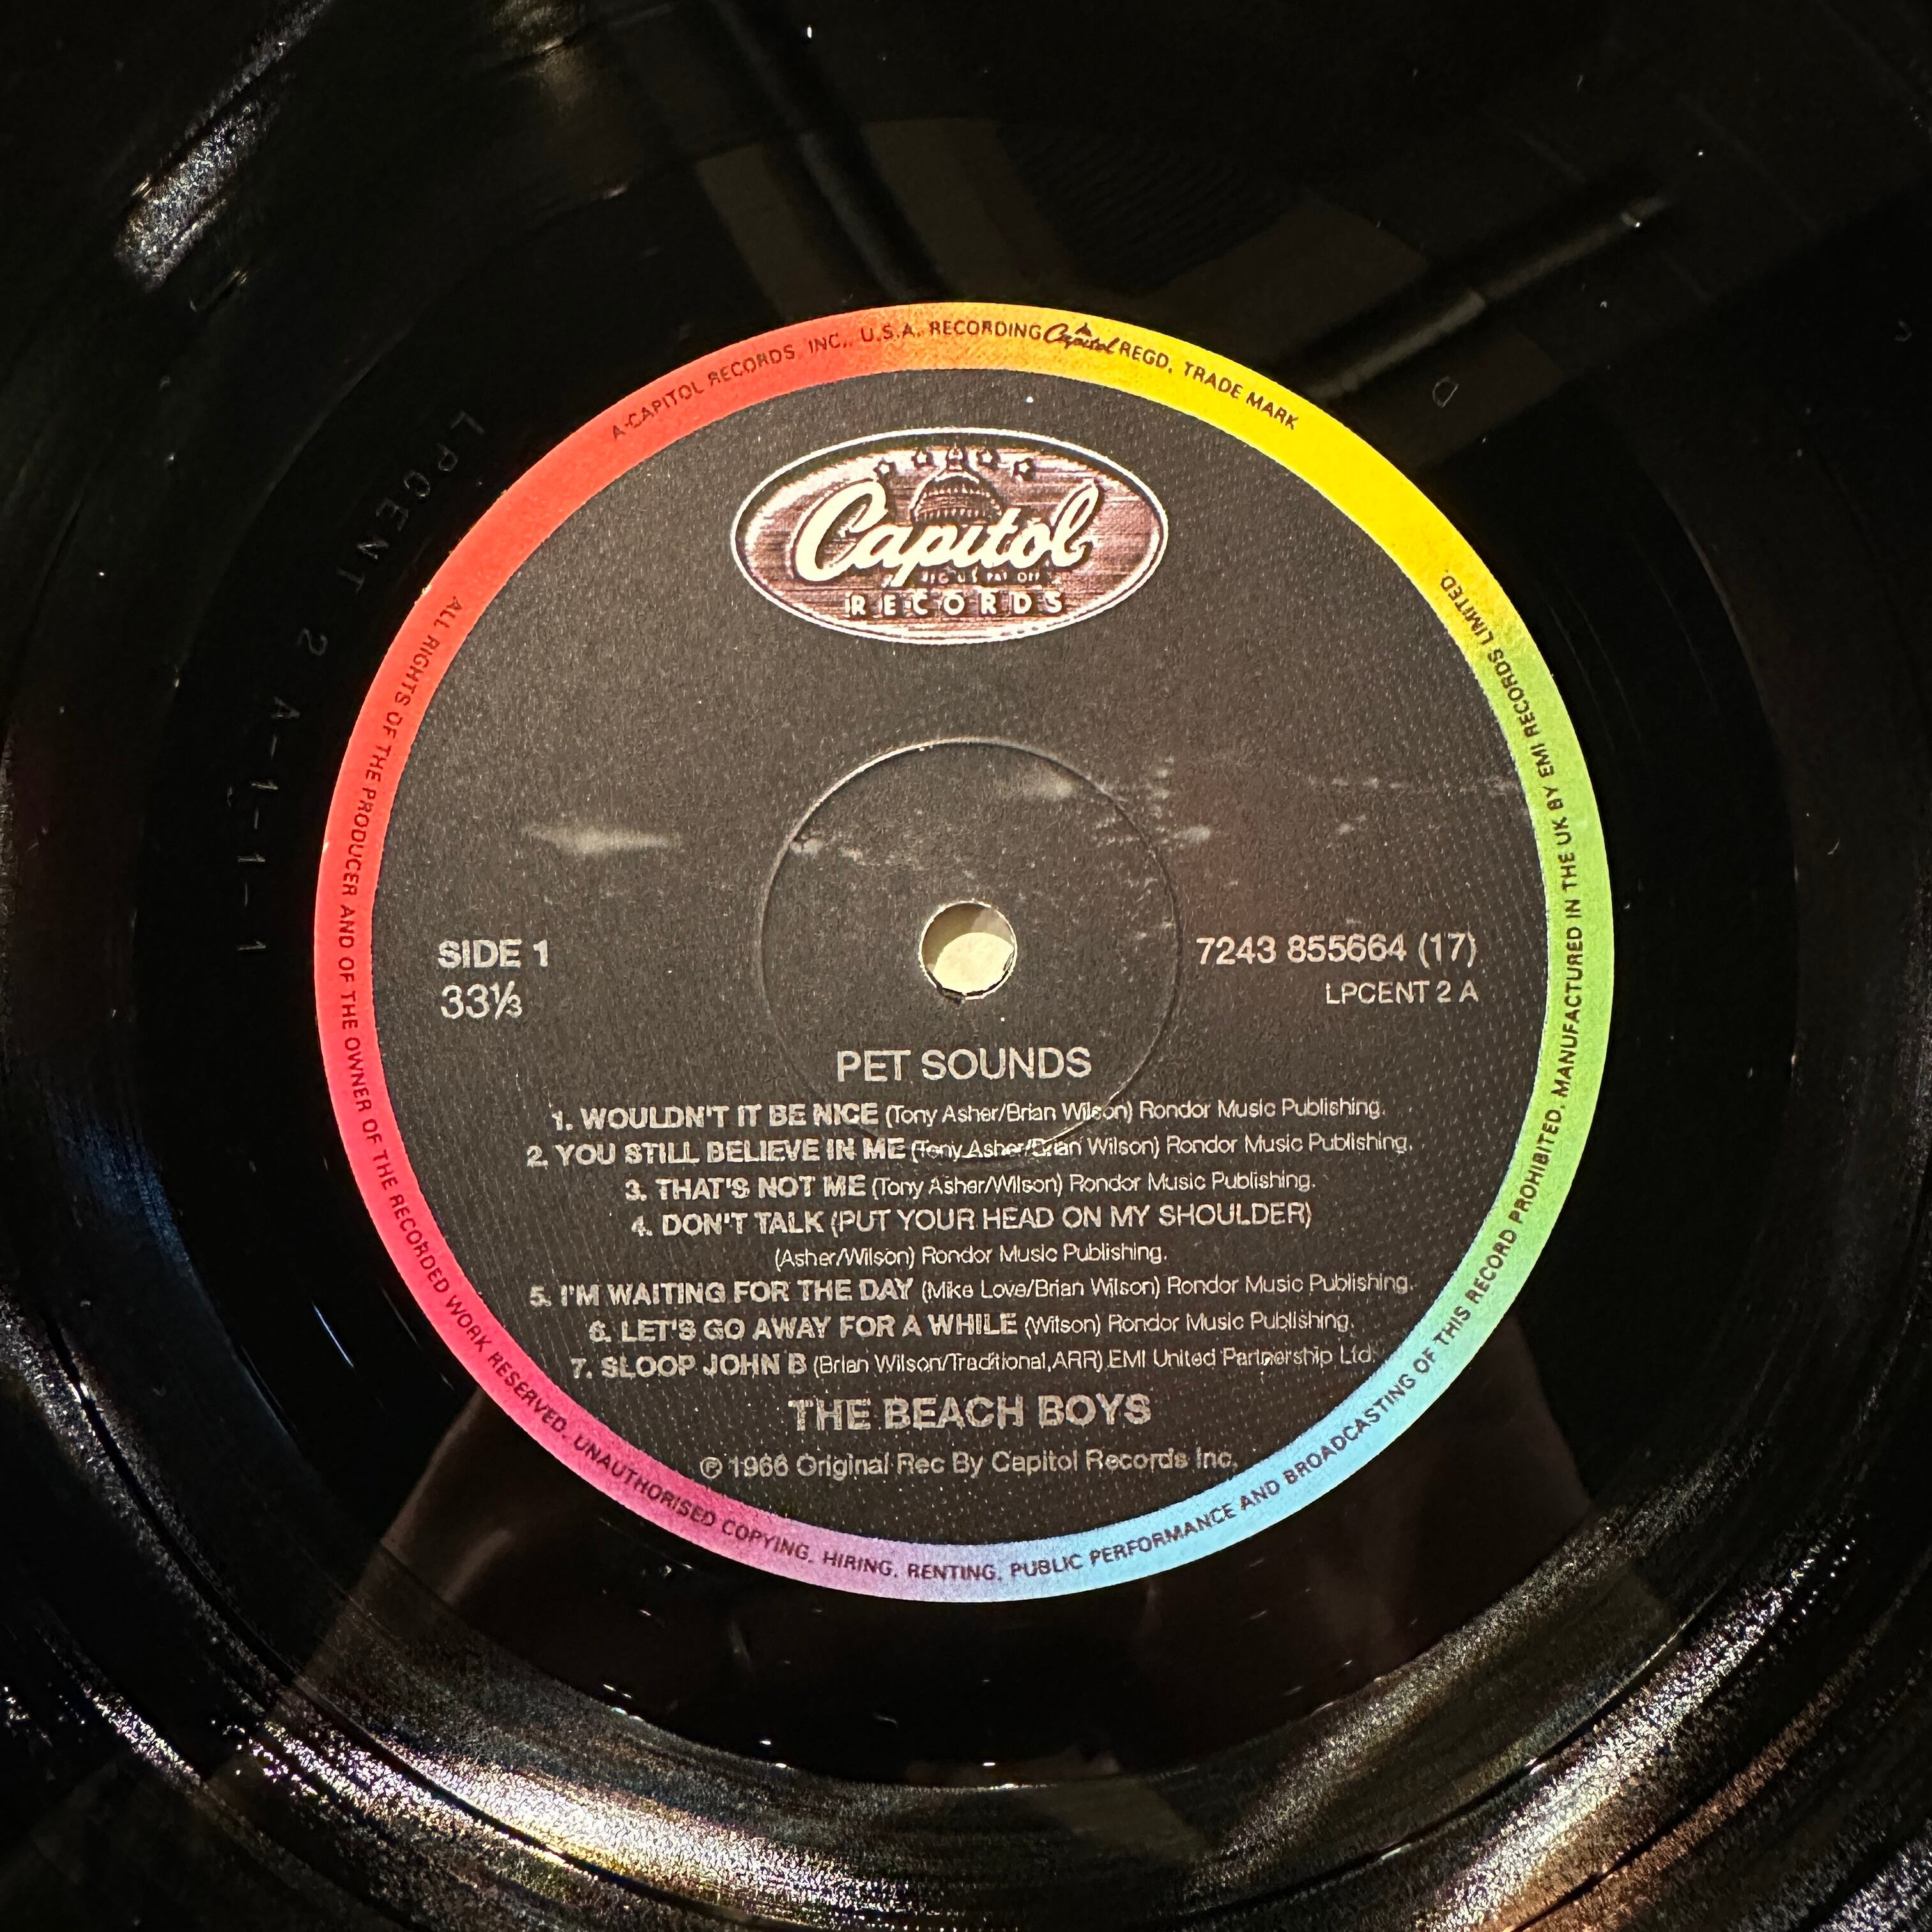 A CAPITOL RECORDS, INC., U.S.A. RECORDING Capitol REGD. TRADE MARK
Capitol
RECORDS
LPCENT 2 A-1-1-1
SIDE 1
33⅓
7243 855664 (17)
LPCENT 2 A
PET SOUNDS
1. WOULDN'T IT BE NICE (Tony Asher/Brian Wilson) Rondor Music Publishing.
2. YOU STILL BELIEVE IN ME (Tony Asher/Brian Wilson) Rondor Music Publishing.
3. THAT'S NOT ME (Tony Asher/Wilson) Rondor Music Publishing.
4. DON'T TALK (PUT YOUR HEAD ON MY SHOULDER)
(Asher/Wilson) Rondor Music Publishing.
5. I'M WAITING FOR THE DAY (Mike Love/Brian Wilson) Rondor Music Publishing.
6. LET'S GO AWAY FOR A WHILE (Wilson) Rondor Music Publishing.
7. SLOOP JOHN B (Brian Wilson/Traditional,ARR) EMI United Partnership Ltd.
THE BEACH BOYS
℗ 1966 Original Rec By Capitol Records Inc.
ALL RIGHTS OF THE PRODUCER AND OF THE OWNER OF THE RECORDED WORK RESERVED. UNAUTHORISED COPYING, HIRING, RENTING, PUBLIC PERFORMANCE AND BROADCASTING OF THIS RECORD PROHIBITED. MANUFACTURED IN THE UK BY EMI RECORDS LIMITED.